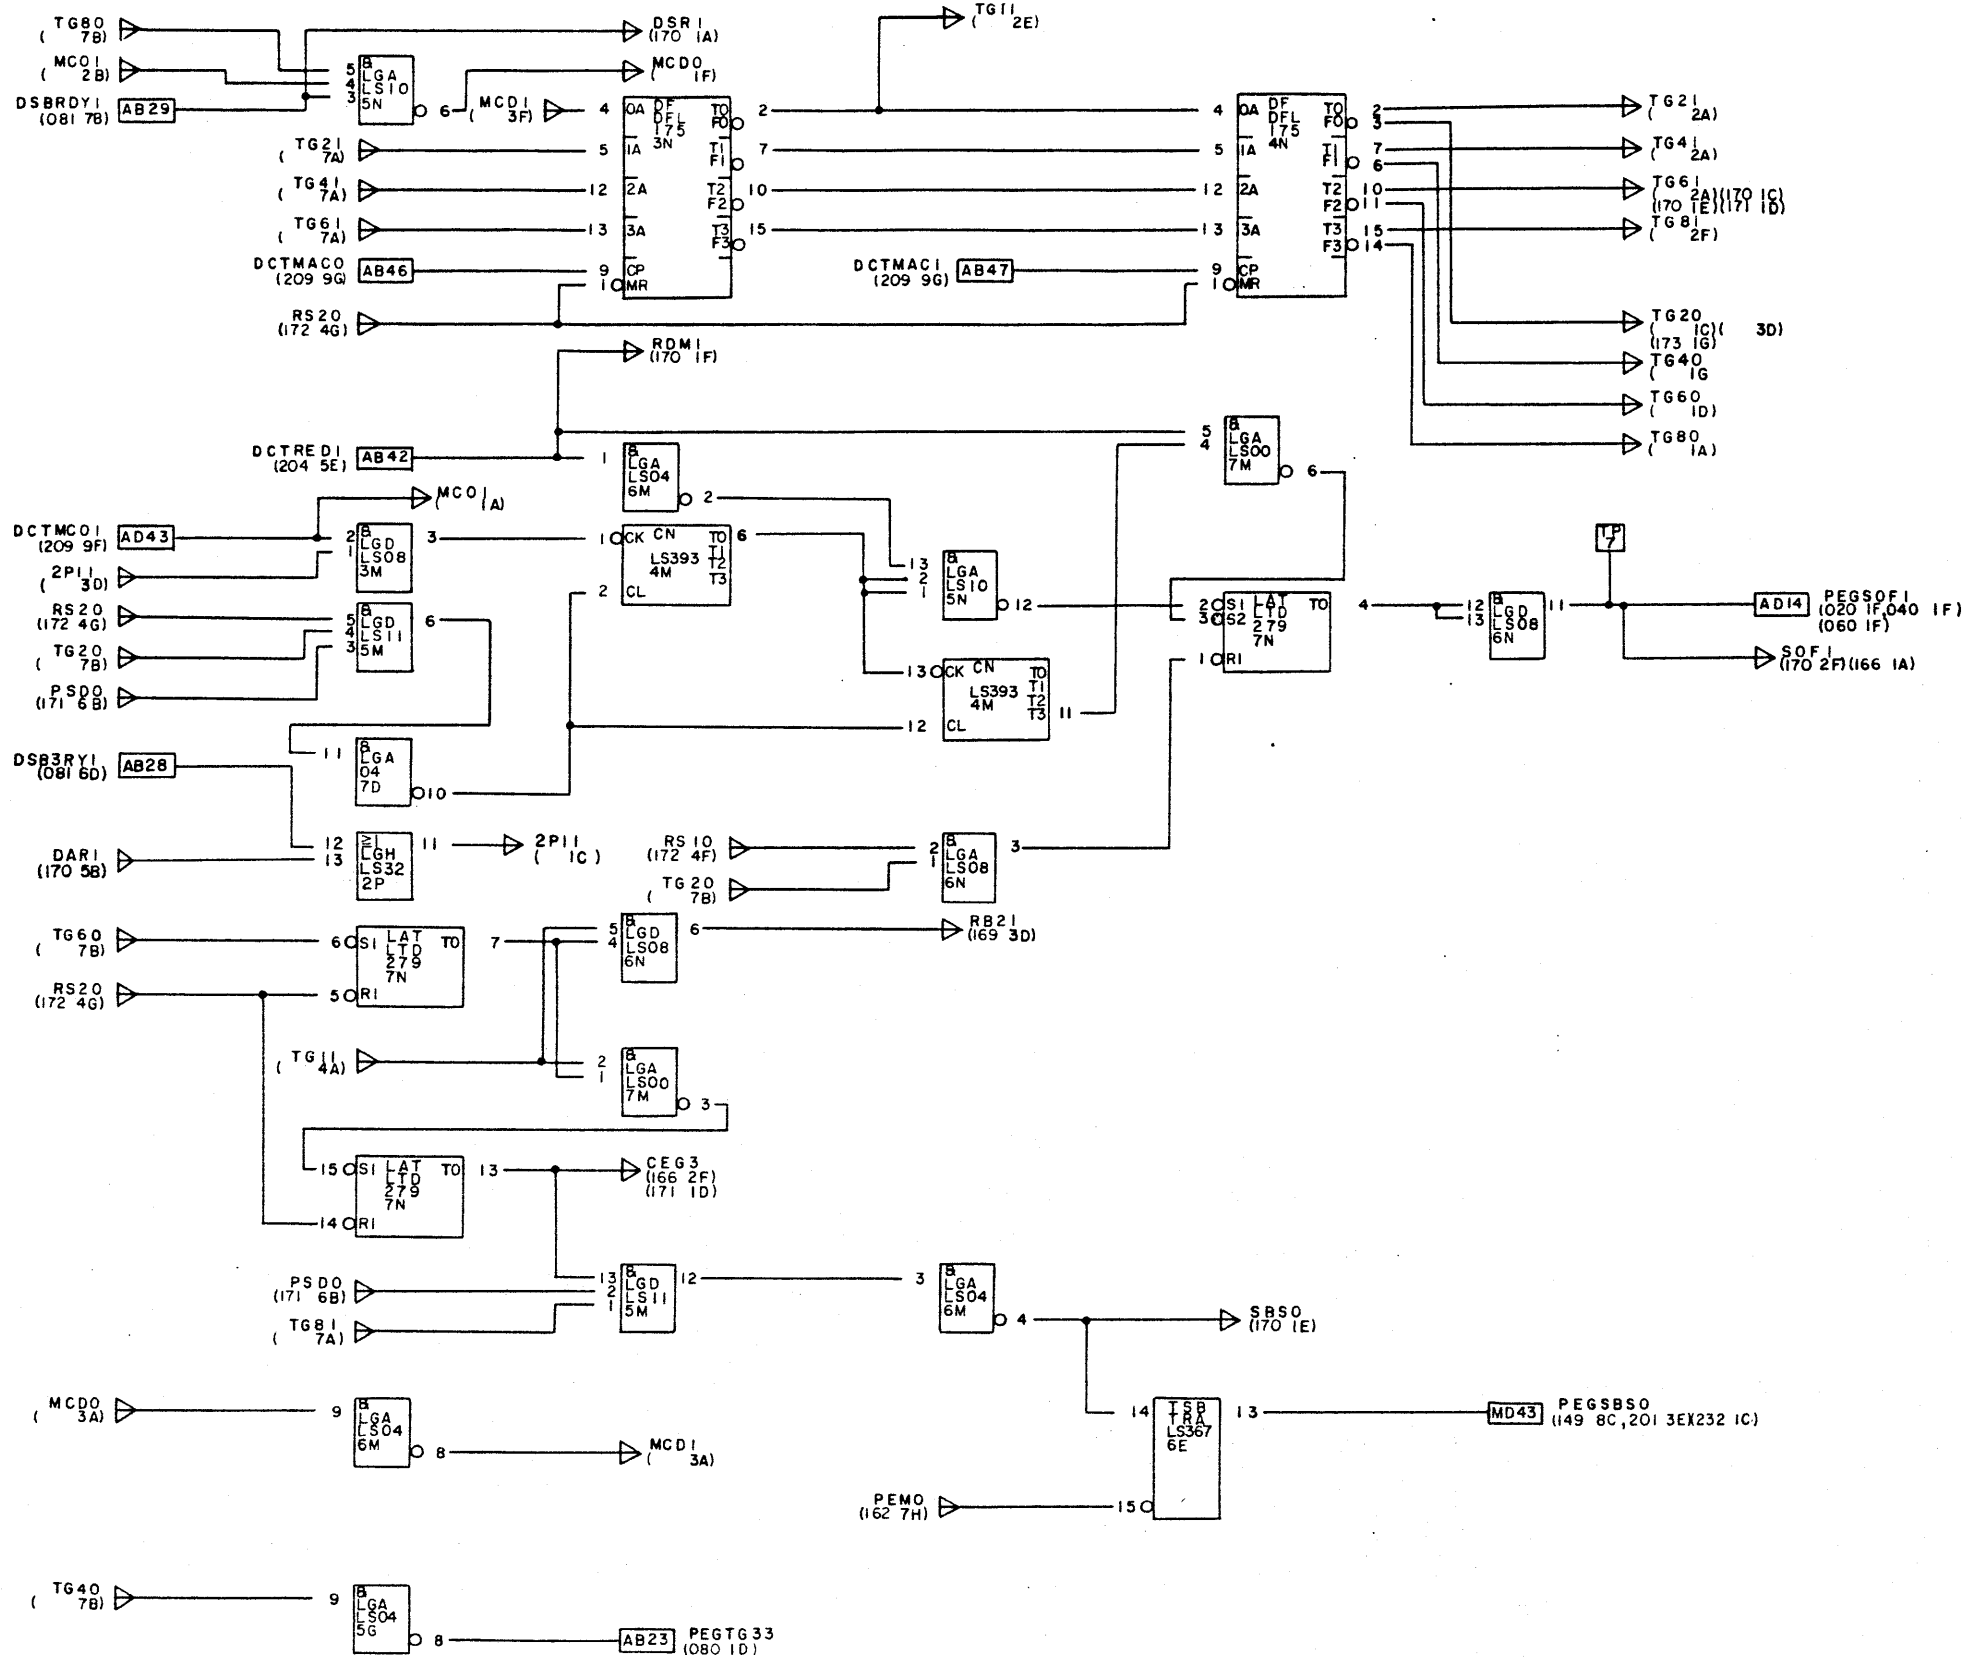 TG80
( 7B)
MC01
( 2B)
DSBRDY1
(081 7B)
AB29
5
4
3
&
LGA
LS10
5N
6
DSR1
(170 1A)
MCD0
( 1F)
MCD1
( 3F)
TG11
( 2E)
TG21
( 7A)
TG41
( 7A)
TG61
( 7A)
DCTMAC0
(209 9G)
AB46
RS20
(172 4G)
4
5
12
13
9
1
0A
1A
2A
3A
CP
MR
DF
DFL
175
3N
T0
F0
T1
F1
T2
F2
T3
F3
2
7
10
15
DCTMAC1
(209 9G)
AB47
4
5
12
13
9
1
0A
1A
2A
3A
CP
MR
DF
DFL
175
4N
T0
F0
T1
F1
T2
F2
T3
F3
2
3
7
6
10
11
15
14
TG21
( 2A)
TG41
( 2A)
TG61
( 2A)(170 1C)
(170 1E)(171 1D)
TG81
( 2F)
TG20
( 1C)( 3D)
(173 1G)
TG40
( 1G
TG60
( 1D)
TG80
( 1A)
RDM1
(170 1F)
DCTRED1
(204 5E)
AB42
1
&
LGA
LS04
6M
2
5
4
&
LGA
LS00
7M
6
MC01
( 1A)
DCTMC01
(209 9F)
AD43
2P11
( 3D)
2
1
&
LGD
LS08
3M
3
1
2
CK
CL
CN
LS393
4M
T0
T1
T2
T3
6
RS20
(172 4G)
TG20
( 7B)
PSD0
(171 6B)
5
4
3
&
LGD
LS11
5M
6
13
2
1
&
LGA
LS10
5N
12
13
12
CK
CL
CN
LS393
4M
T0
T1
T2
T3
11
2
3
1
S1
S2
R1
LAT
LTD
279
7N
T0
4
12
13
&
LGD
LS08
6N
11
TP
7
AD14
PEGSOF1
(020 1F,040 1F)
(060 1F)
SOF1
(170 2F)(166 1A)
11
&
LGA
04
7D
10
DSB3RY1
(081 6D)
AB28
DAR1
(170 5B)
12
13
≥1
LGH
LS32
2P
11
2P11
( 1C)
RS10
(172 4F)
TG20
( 7B)
2
1
&
LGA
LS08
6N
3
TG60
( 7B)
RS20
(172 4G)
6
5
S1
R1
LAT
LTD
279
7N
T0
7
5
4
&
LGD
LS08
6N
6
RB21
(169 3D)
TG11
( 4A)
2
1
&
LGA
LS00
7M
3
15
14
S1
R1
LAT
LTD
279
7N
T0
13
CEG3
(166 2F)
(171 1D)
PSD0
(171 6B)
TG81
( 7A)
13
2
1
&
LGD
LS11
5M
12
3
&
LGA
LS04
6M
4
SBS0
(170 1E)
MCD0
( 3A)
9
&
LGA
LS04
6M
8
MCD1
( 3A)
PEM0
(162 7H)
14
15
TSB
TRA
LS367
6E
13
MD43
PEGSBS0
(149 8C,201 3E)(232 1C)
TG40
( 7B)
9
&
LGA
LS04
5G
8
AB23
PEGTG33
(080 1D)